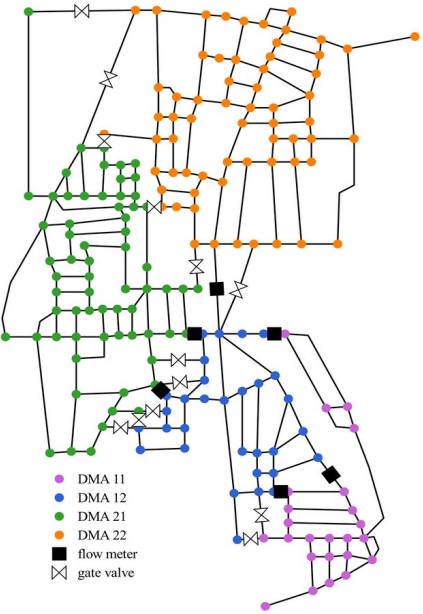 DMA 11
DMA 12
DMA 21
DMA 22
flow meter
gate valve